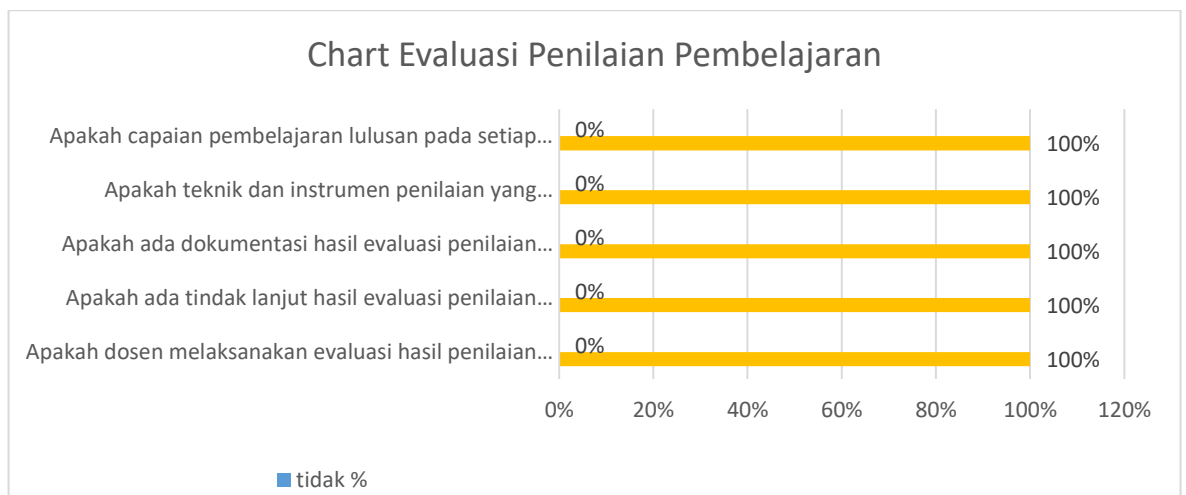 Chart Evaluasi Penilaian Pembelajaran
Apakah capaian pembelajaran lulusan pada setiap... 0% 100%
Apakah teknik dan instrumen penilaian yang... 0% 100%
Apakah ada dokumentasi hasil evaluasi penilaian... 0% 100%
Apakah ada tindak lanjut hasil evaluasi penilaian... 0% 100%
Apakah dosen melaksanakan evaluasi hasil penilaian... 0% 100%
0% 20% 40% 60% 80% 100% 120%
tidak %